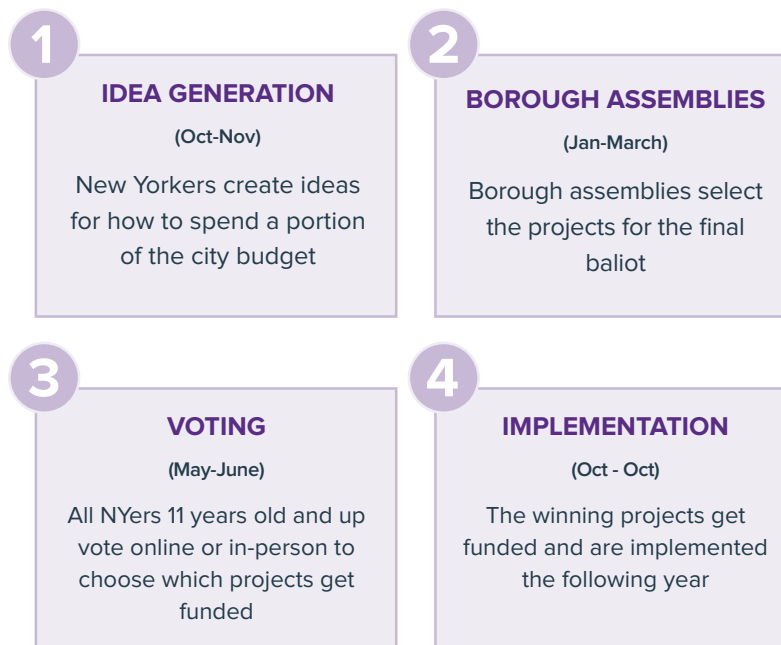 1
IDEA GENERATION
(Oct-Nov)
New Yorkers create ideas
for how to spend a portion
of the city budget
2
BOROUGH ASSEMBLIES
(Jan-March)
Borough assemblies select
the projects for the final
baliot
3
VOTING
(May-June)
All NYers 11 years old and up
vote online or in-person to
choose which projects get
funded
4
IMPLEMENTATION
(Oct - Oct)
The winning projects get
funded and are implemented
the following year